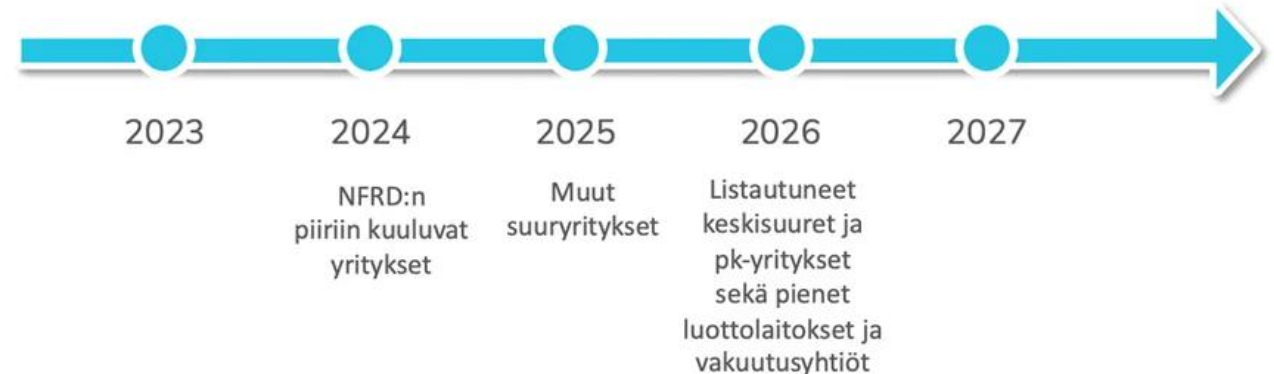 2023
2024
2025
2026
2027
NFRD:n
piiriin kuuluvat
yritykset
Muut
suuryritykset
Listautuneet
keskisuuret ja
pk-yritykset
sekä pienet
luottolaitokset ja
vakuutusyhtiöt